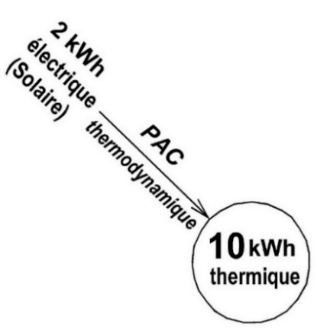 2 kWh
électrique
(Solaire)
PAC
thermodynamique
10 kWh
thermique